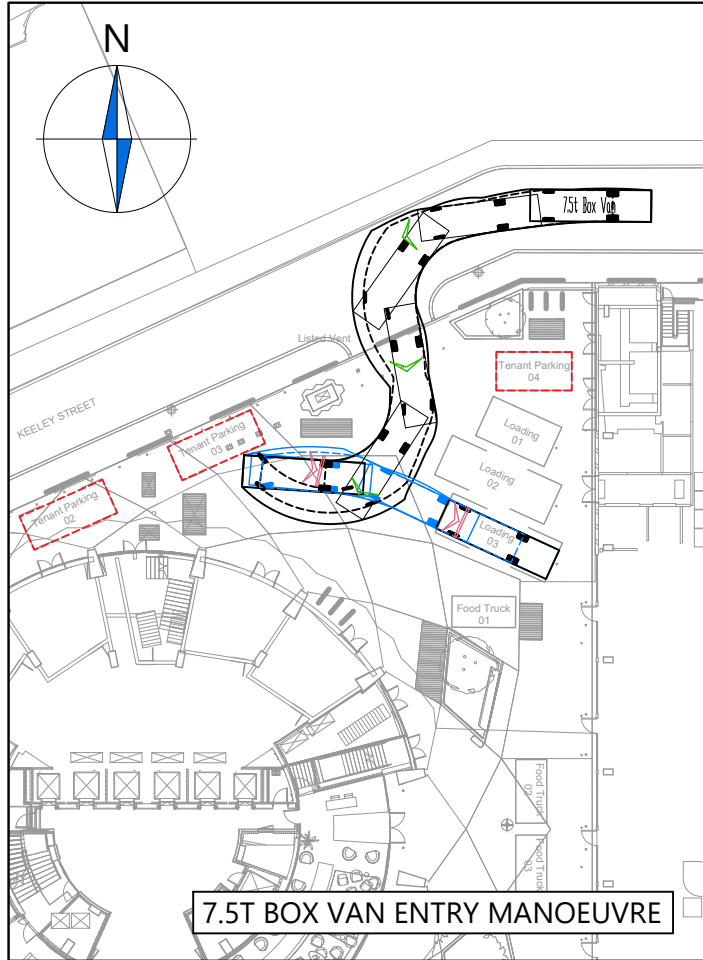 N
7.5t Box Van
Listed Vent
Tenant Parking
04
KEELEY STREET
Tenant Parking
03
Loading
01
Loading
02
Tenant Parking
02
Loading
03
Food Truck
01
Food Truck
02
Food Truck
03
7.5T BOX VAN ENTRY MANOEUVRE